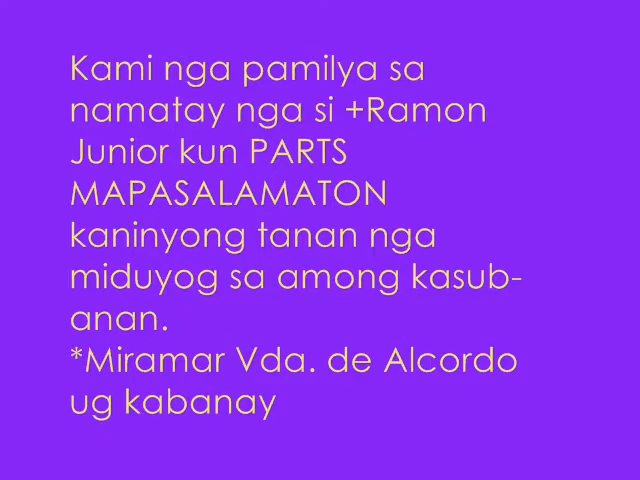 Kami nga pamilya sa
namatay nga si +Ramon
Junior kun PARTS
MAPASALAMATON
kaninyong tanan nga
miduyog sa among kasub-
anan.
*Miramar Vda. de Alcordo
ug kabanay